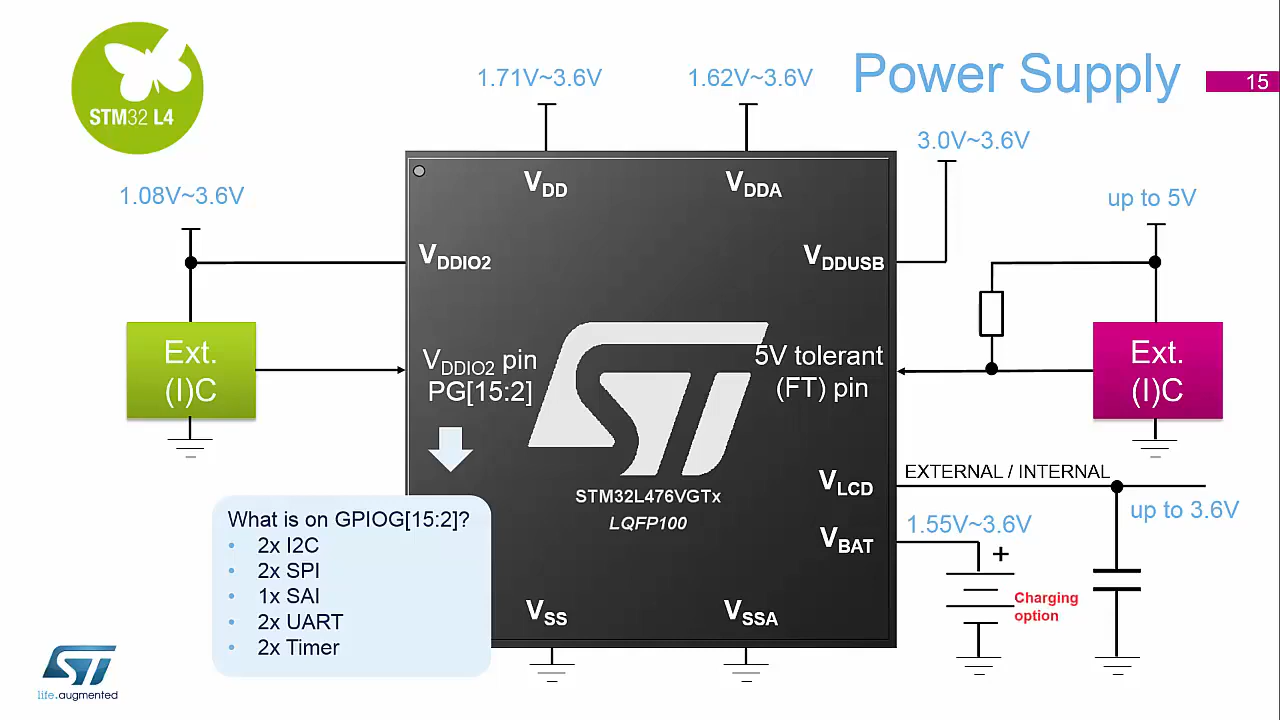 Power Supply
15
STM32 L4
1.71V~3.6V
1.62V~3.6V
3.0V~3.6V
1.08V~3.6V
up to 5V
VDD
VDDA
VDDIO2
VDDUSB
Ext.
(I)C
VDDIO2 pin
PG[15:2]
5V tolerant
(FT) pin
Ext.
(I)C
ST
STM32L476VGTx
LQFP100
VLCD
EXTERNAL / INTERNAL
up to 3.6V
VBAT
1.55V~3.6V
+
Charging
option
What is on GPIOG[15:2]?
• 2x I2C
• 2x SPI
• 1x SAI
• 2x UART
• 2x Timer
VSS
VSSA
ST
life.augmented